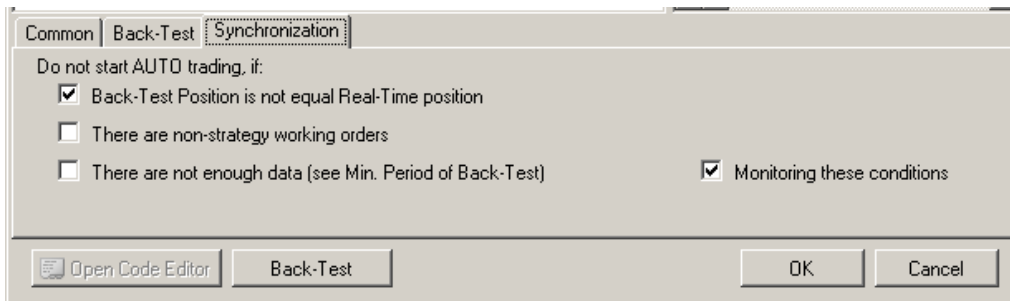 Common Back-Test Synchronization
Do not start AUTO trading, if:
Back-Test Position is not equal Real-Time position
There are non-strategy working orders
There are not enough data (see Min. Period of Back-Test) Monitoring these conditions
Open Code Editor Back-Test OK Cancel